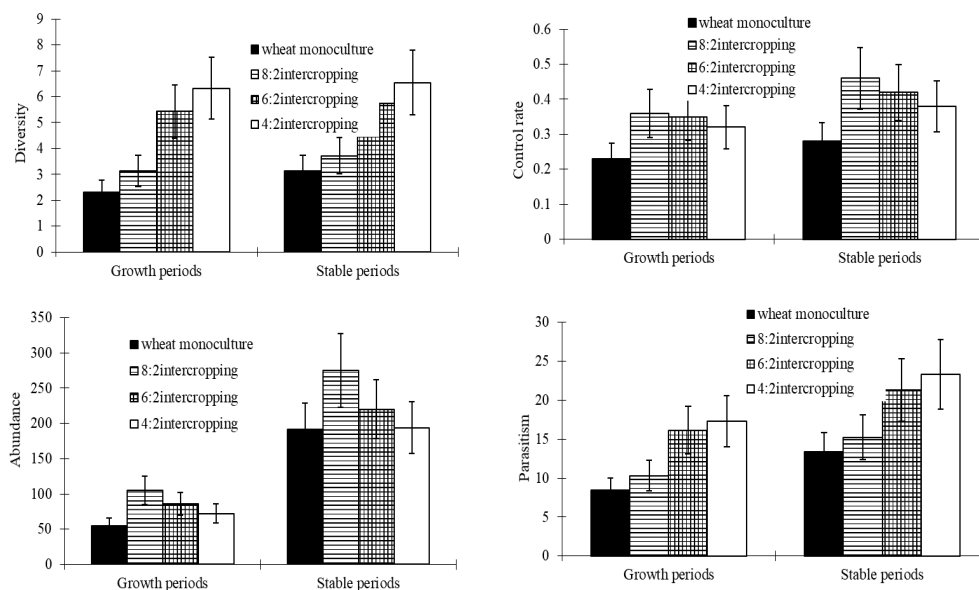 9
8
7
6
5
4
3
2
1
0
Diversity
wheat monoculture
8:2intercropping
6:2intercropping
4:2intercropping
Growth periods
Stable periods
0.6
0.5
0.4
0.3
0.2
0.1
0
Control rate
wheat monoculture
8:2intercropping
6:2intercropping
4:2intercropping
Growth periods
Stable periods
350
300
250
200
150
100
50
0
Abundance
wheat monoculture
8:2intercropping
6:2intercropping
4:2intercropping
Growth periods
Stable periods
30
25
20
15
10
5
0
Parasitism
wheat monoculture
8:2intercropping
6:2intercropping
4:2intercropping
Growth periods
Stable periods